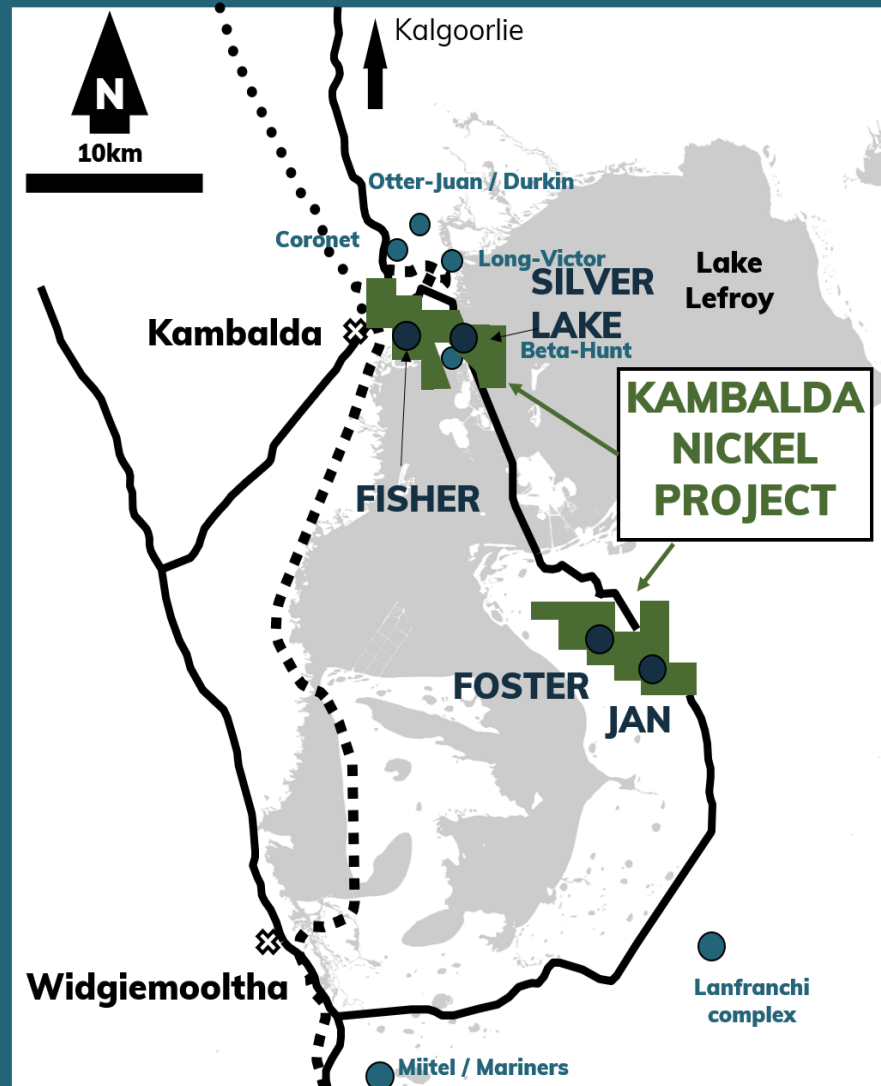 Kalgoorlie
N
10km
Otter-Juan / Durkin
Coronet
Long-Victor
SILVER
LAKE
Lake
Lefroy
Kambalda
Beta-Hunt
KAMBALDA
NICKEL
PROJECT
FISHER
FOSTER
JAN
Widgiemooltha
Lanfranchi
complex
Miitel / Mariners